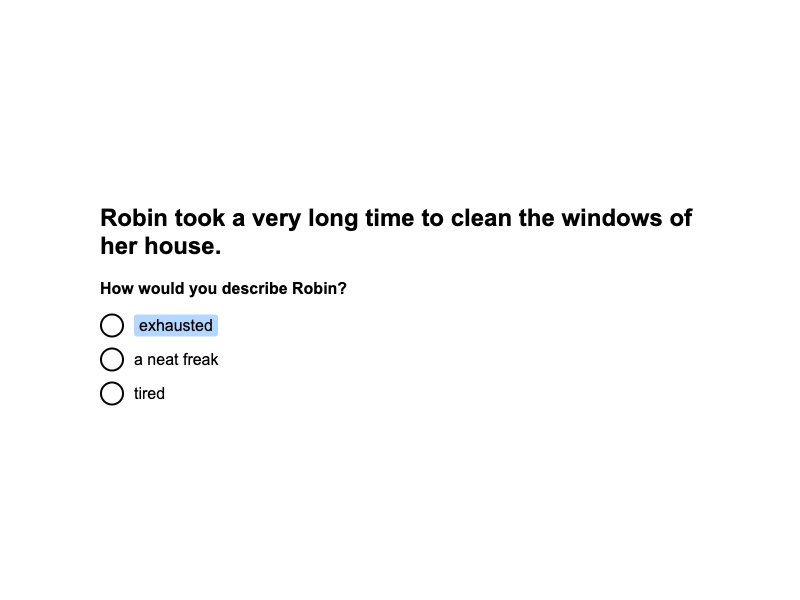 Robin took a very long time to clean the windows of
her house.
How would you describe Robin?
exhausted
a neat freak
tired